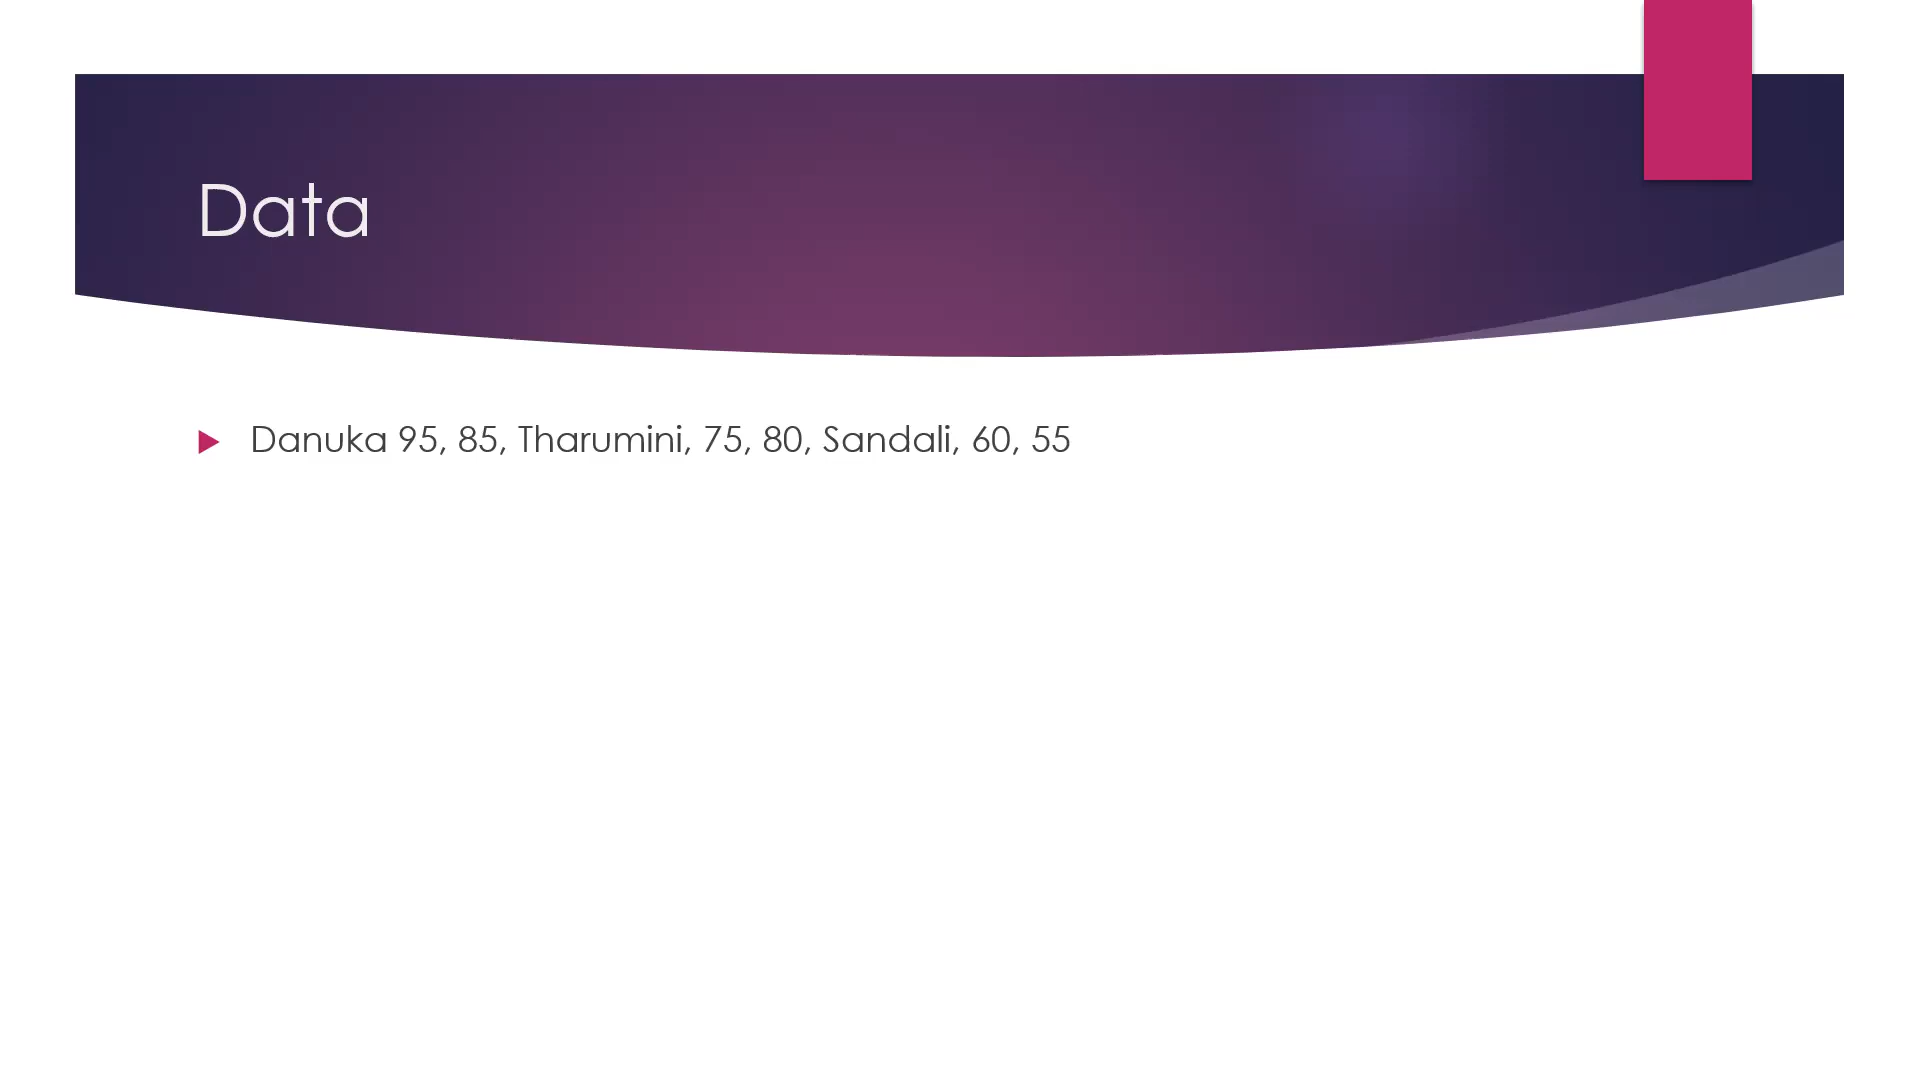 Data
Danuka 95, 85, Tharumini, 75, 80, Sandali, 60, 55